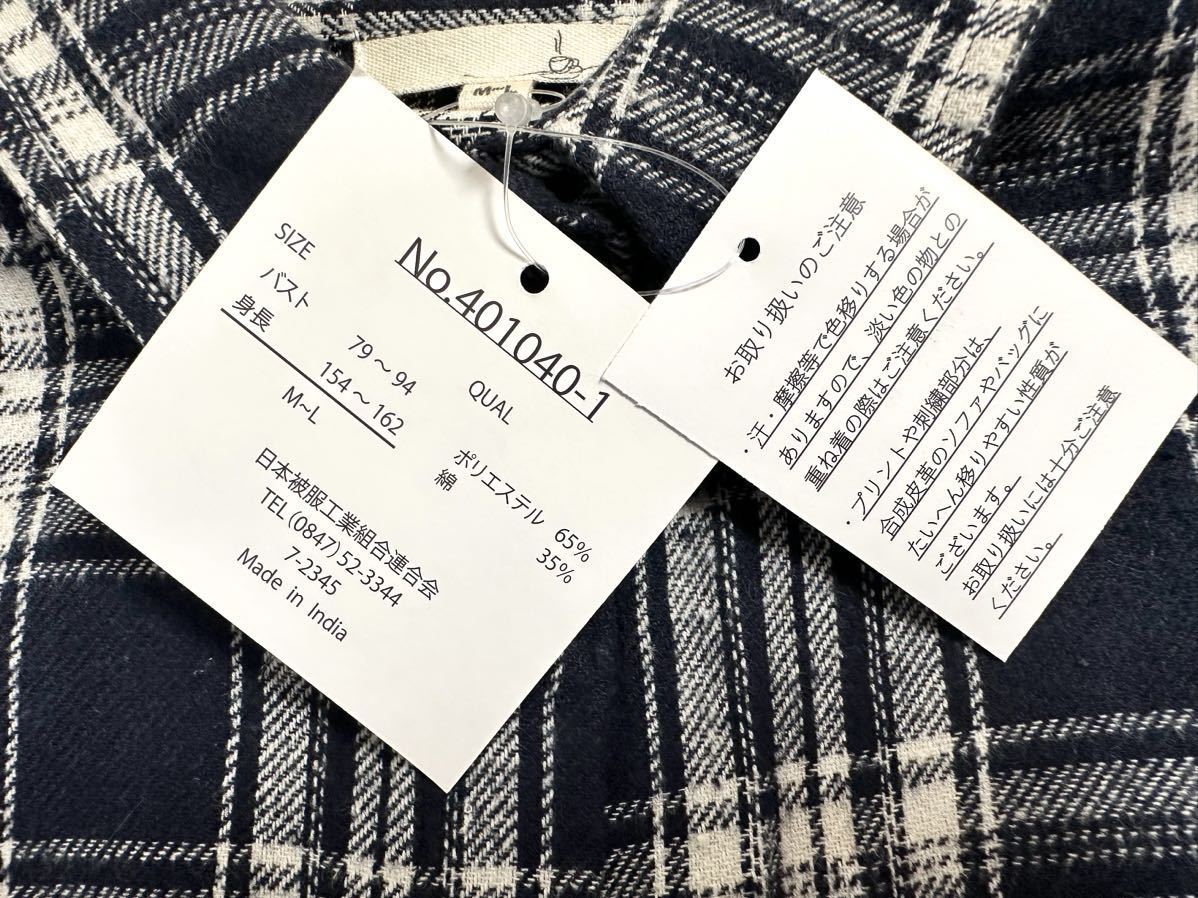 M~L
No.401040-1
SIZE
バスト
79～94
身長
154～162
M~L
QUAL
ポリエステル 65%
綿 35%
日本被服工業組合連合会
TEL(0847)52-3344
7-2345
Made in India
お取り扱いのご注意
・汗・摩擦等で色移りする場合が
ありますので、淡い色の物との
重ね着の際はご注意ください。
・プリントや刺繍部分は、
合成皮革のソファやバッグに
たいへん移りやすい性質が
ございます。
お取り扱いには十分ご注意
ください。